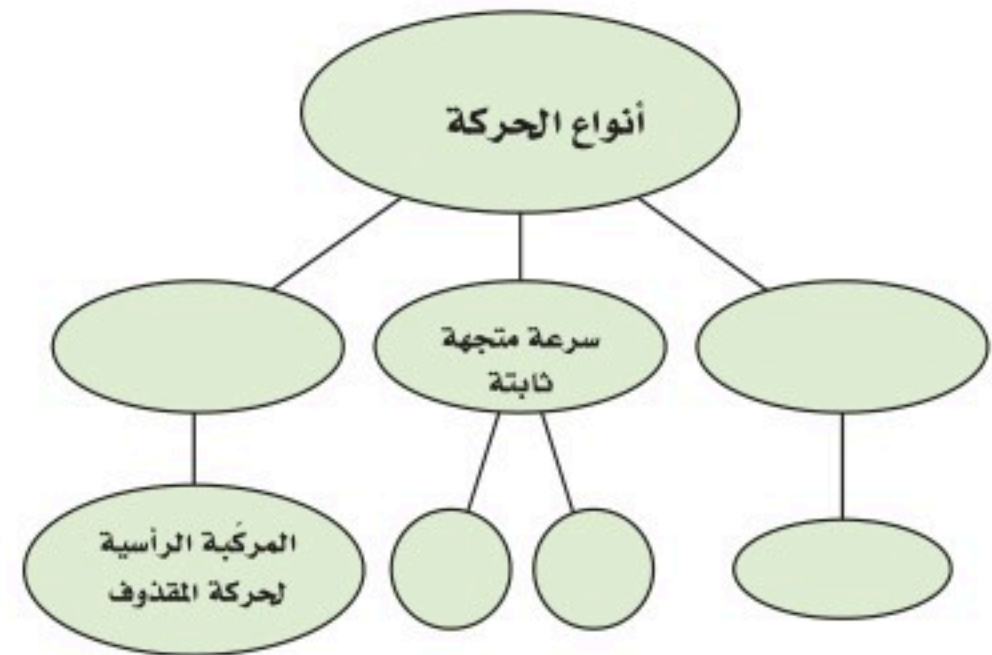 أنواع الحركة
سرعة متجهة
ثابتة
المركَبة الرأسية
لحركة المقذوف